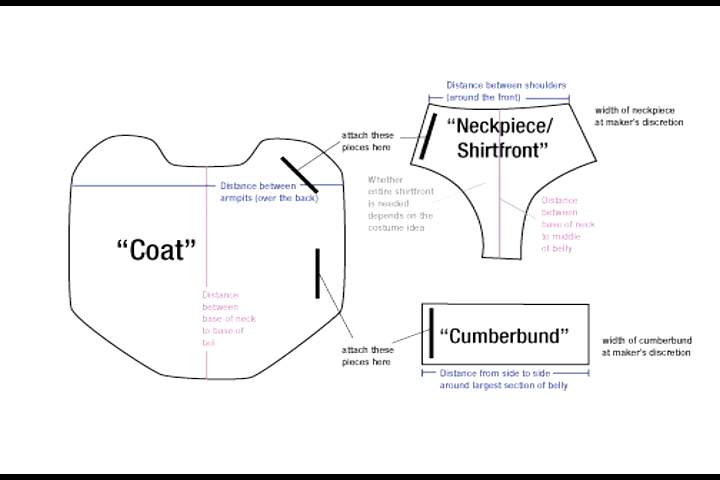 Distance between shoulders
(around the front)
"Neckpiece/
Shirtfront"
width of neckpiece
at maker's discretion
attach these
pieces here
Distance between
armpits (over the back)
Whether
entire shirtfront
is needed
depends on the
costume idea
Distance
between
base of neck
to middle
of belly
"Coat"
Distance
between
base of neck
to base of
tail
"Cumberbund"
width of cumberbund
at maker's discretion
attach these
pieces here
Distance from side to side
around largest section of belly